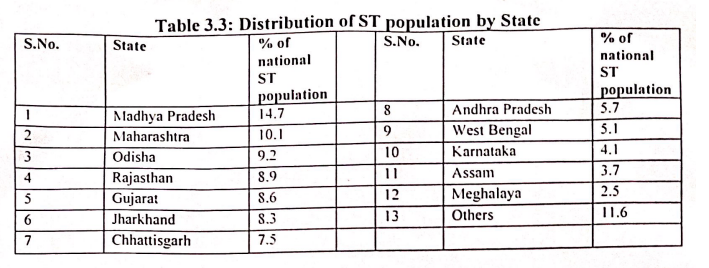 Table 3.3: Distribution of ST population by State
S.No. State % of national ST population S.No. State % of national ST population
1 Madhya Pradesh 14.7 8 Andhra Pradesh 5.7
2 Maharashtra 10.1 9 West Bengal 5.1
3 Odisha 9.2 10 Karnataka 4.1
4 Rajasthan 8.9 11 Assam 3.7
5 Gujarat 8.6 12 Meghalaya 2.5
6 Jharkhand 8.3 13 Others 11.6
7 Chhattisgarh 7.5